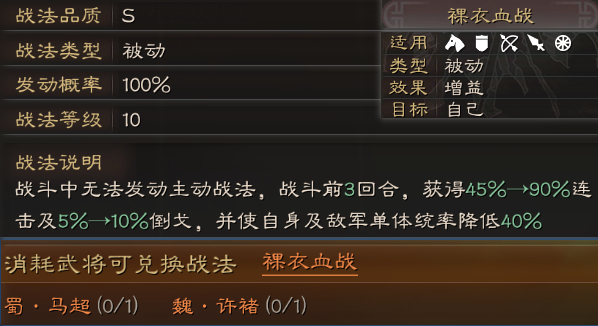 战法品质 S
战法类型 被动
发动概率 100%
战法等级 10
裸衣血战
适用
类型 被动
效果 增益
目标 自己
战法说明
战斗中无法发动主动战法，战斗前3回合，获得45%→90%连
击及5%→10%倒戈，并使自身及敌军单体统率降低40%
消耗武将可兑换战法 裸衣血战
蜀·马超(0/1) 魏·许褚(0/1)